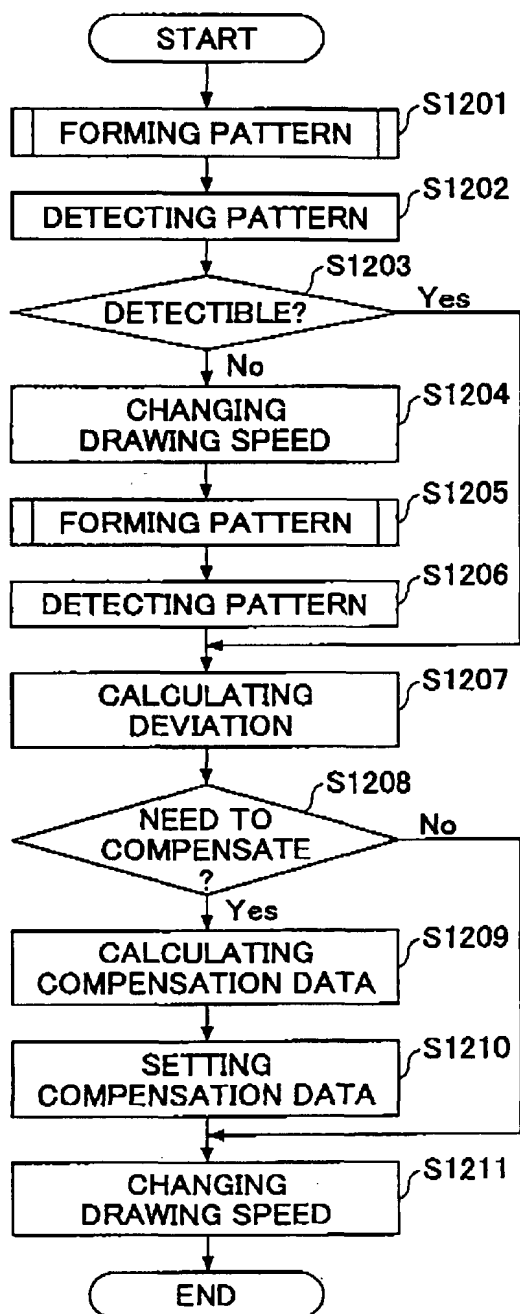 START
S1201
FORMING PATTERN
S1202
DETECTING PATTERN
S1203
DETECTIBLE?
Yes
No
S1204
CHANGING
DRAWING SPEED
S1205
FORMING PATTERN
S1206
DETECTING PATTERN
S1207
CALCULATING
DEVIATION
S1208
NEED TO
COMPENSATE
?
No
Yes
S1209
CALCULATING
COMPENSATION DATA
S1210
SETTING
COMPENSATION DATA
S1211
CHANGING
DRAWING SPEED
END